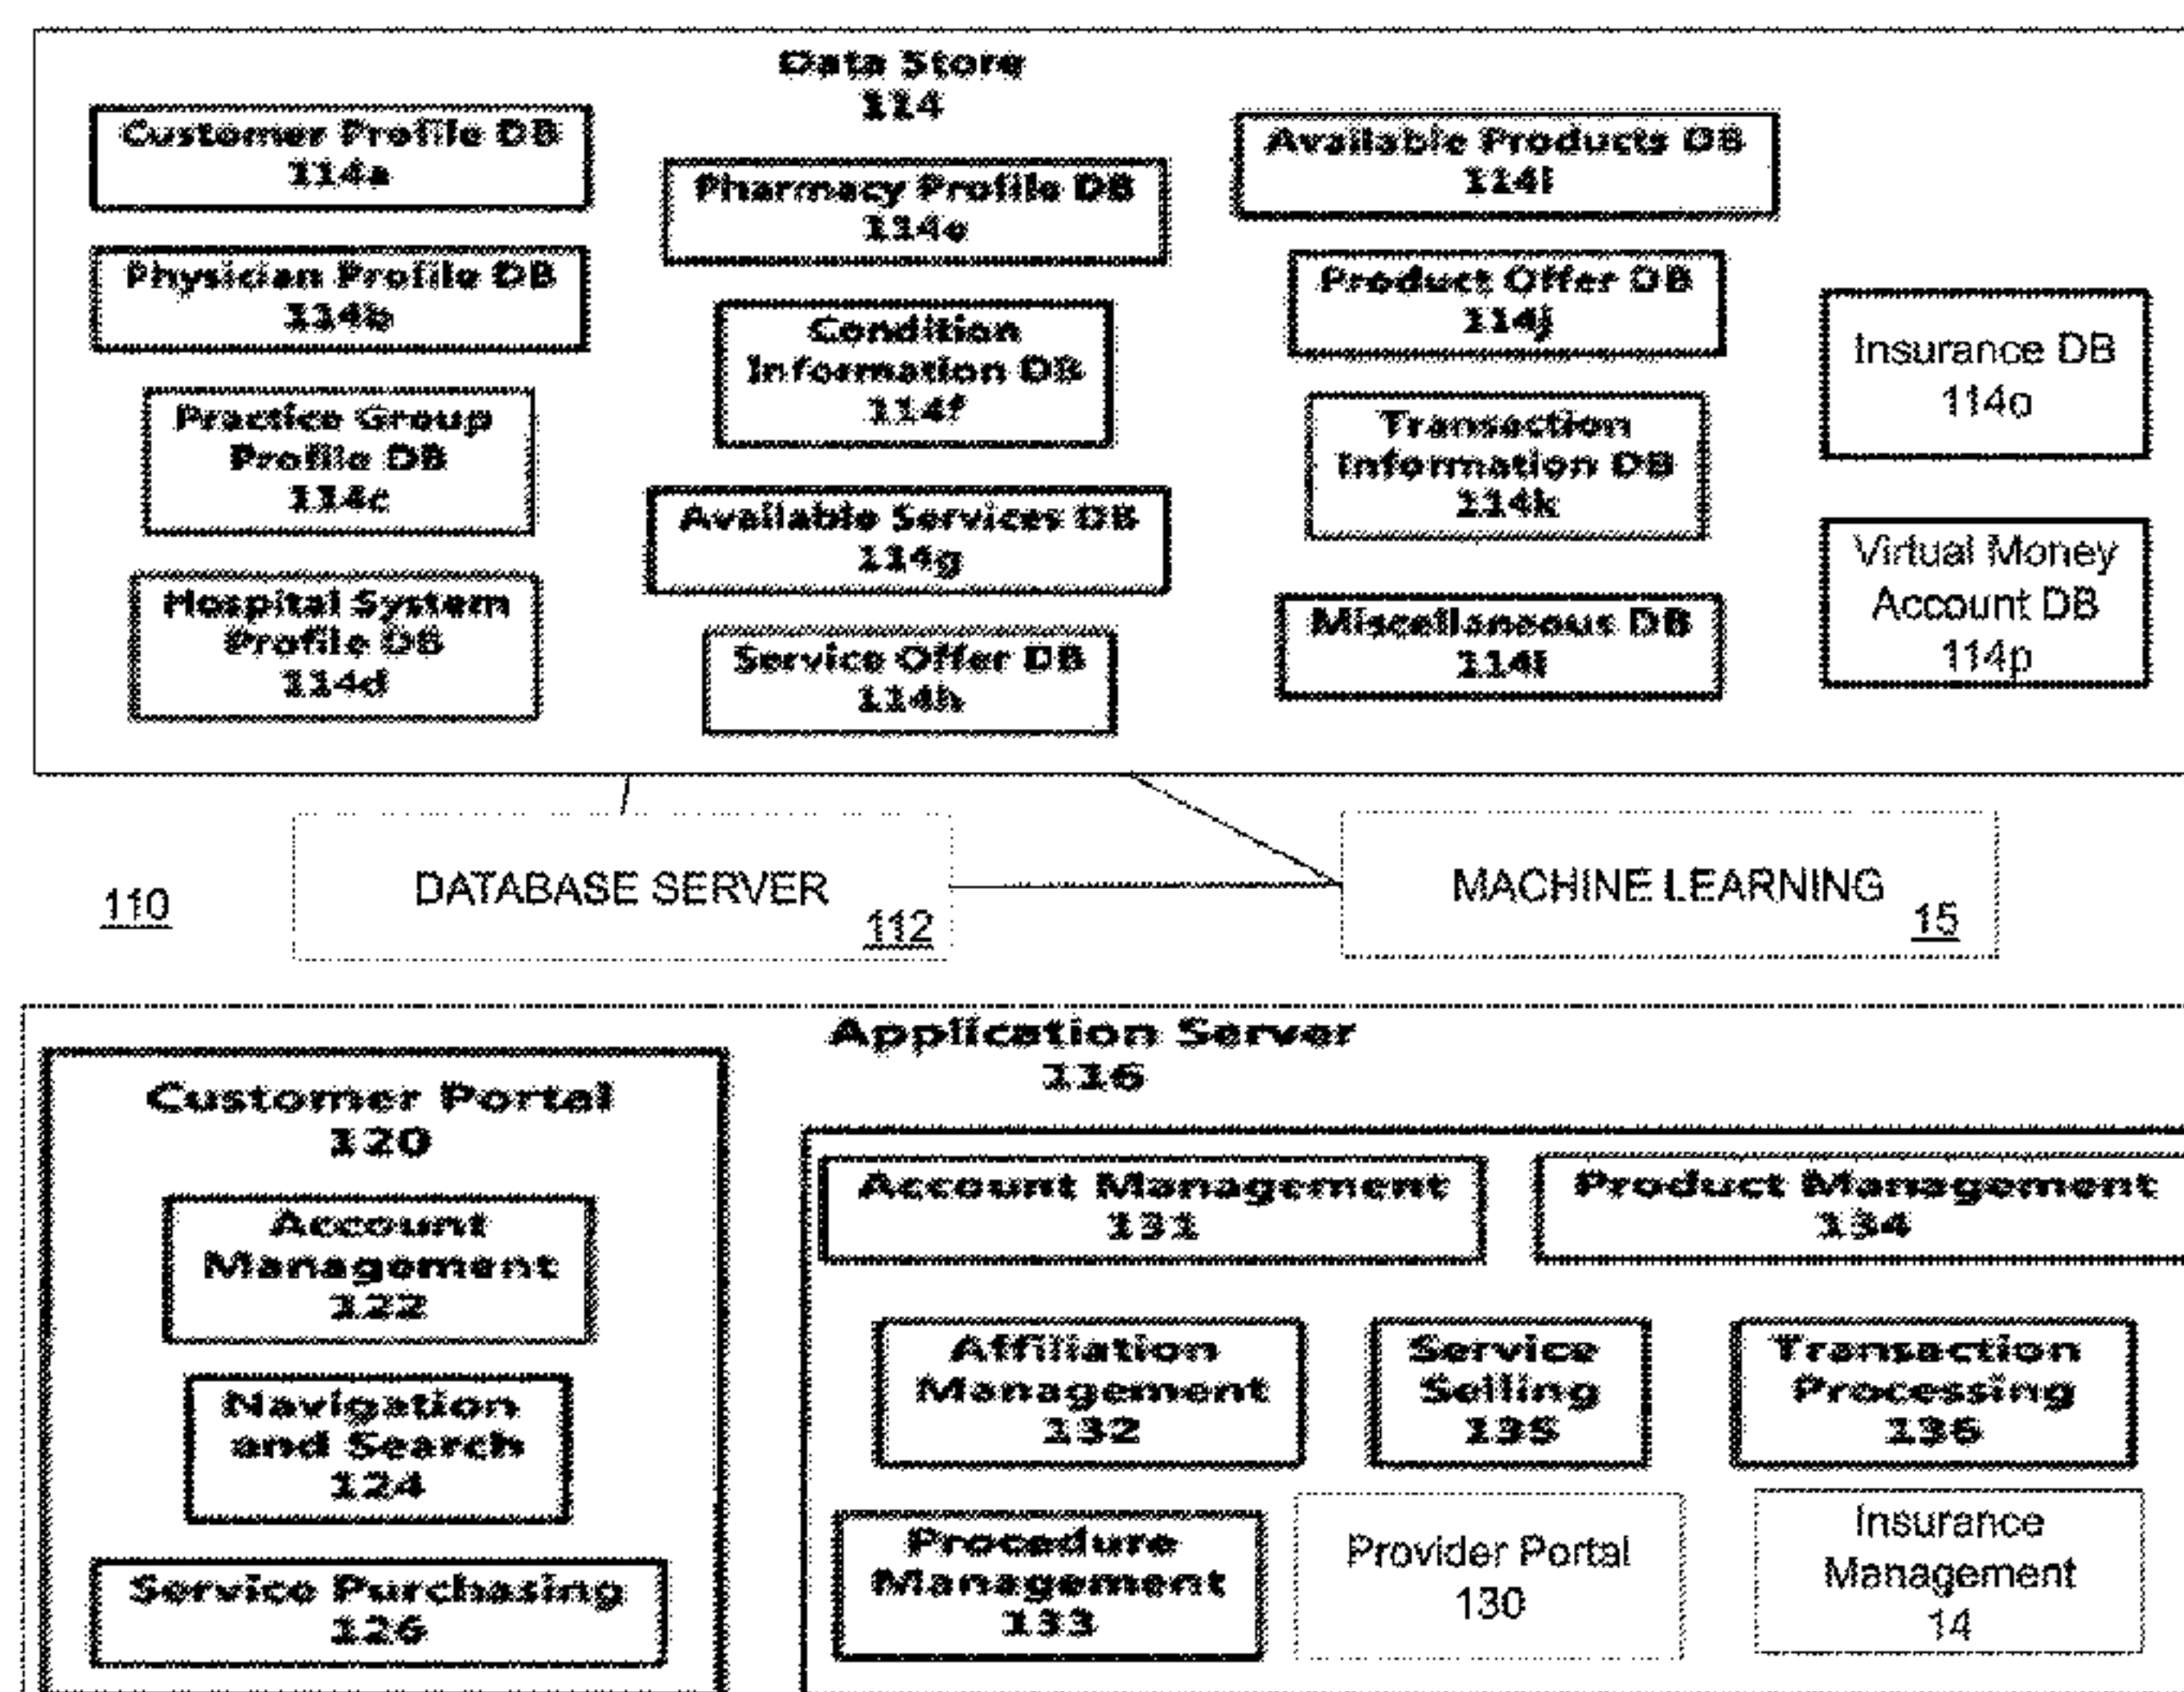 Data Store
114
Customer Profile DB
114a
Physician Profile DB
114b
Practice Group
Profile DB
114c
Hospital System
Profile DB
114d
Pharmacy Profile DB
114e
Condition
Information DB
114f
Available Services DB
114g
Service Offer DB
114h
Available Products DB
114i
Product Offer DB
114j
Transaction
Information DB
114k
Miscellaneous DB
114l
Insurance DB
114o
Virtual Money
Account DB
114p
110
DATABASE SERVER
112
MACHINE LEARNING
15
Application Server
116
Customer Portal
120
Account
Management
122
Navigation
and Search
124
Service Purchasing
126
Account Management
131
Product Management
134
Affiliation
Management
132
Service
Selling
135
Transaction
Processing
136
Procedure
Management
133
Provider Portal
130
Insurance
Management
14